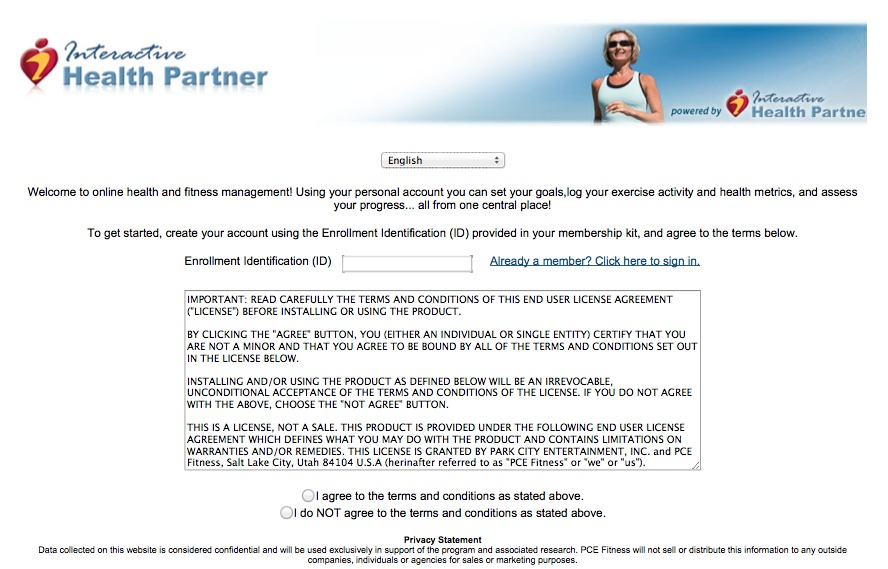 Interactive
Health Partner
powered by Interactive
Health Partne
English
Welcome to online health and fitness management! Using your personal account you can set your goals,log your exercise activity and health metrics, and assess
your progress... all from one central place!
To get started, create your account using the Enrollment Identification (ID) provided in your membership kit, and agree to the terms below.
Enrollment Identification (ID) Already a member? Click here to sign in.
IMPORTANT: READ CAREFULLY THE TERMS AND CONDITIONS OF THIS END USER LICENSE AGREEMENT
("LICENSE") BEFORE INSTALLING OR USING THE PRODUCT.
BY CLICKING THE "AGREE" BUTTON, YOU (EITHER AN INDIVIDUAL OR SINGLE ENTITY) CERTIFY THAT YOU
ARE NOT A MINOR AND THAT YOU AGREE TO BE BOUND BY ALL OF THE TERMS AND CONDITIONS SET OUT
IN THE LICENSE BELOW.
INSTALLING AND/OR USING THE PRODUCT AS DEFINED BELOW WILL BE AN IRREVOCABLE,
UNCONDITIONAL ACCEPTANCE OF THE TERMS AND CONDITIONS OF THE LICENSE. IF YOU DO NOT AGREE
WITH THE ABOVE, CHOOSE THE "NOT AGREE" BUTTON.
THIS IS A LICENSE, NOT A SALE. THIS PRODUCT IS PROVIDED UNDER THE FOLLOWING END USER LICENSE
AGREEMENT WHICH DEFINES WHAT YOU MAY DO WITH THE PRODUCT AND CONTAINS LIMITATIONS ON
WARRANTIES AND/OR REMEDIES. THIS LICENSE IS GRANTED BY PARK CITY ENTERTAINMENT, INC. and PCE
Fitness, Salt Lake City, Utah 84104 U.S.A (herinafter referred to as "PCE Fitness" or "we" or "us").
I agree to the terms and conditions as stated above.
I do NOT agree to the terms and conditions as stated above.
Privacy Statement
Data collected on this website is considered confidential and will be used exclusively in support of the program and associated research. PCE Fitness will not sell or distribute this information to any outside
companies, individuals or agencies for sales or marketing purposes.